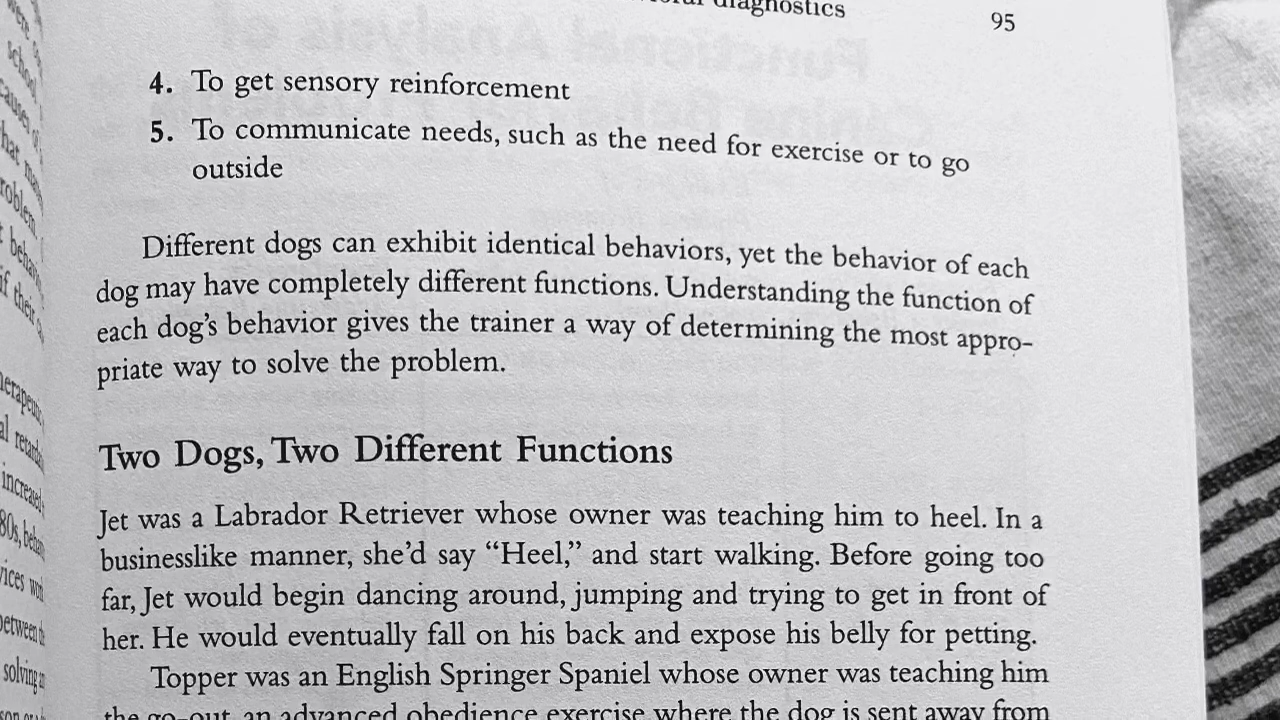 diagnostics
95
4. To get sensory reinforcement
5. To communicate needs, such as the need for exercise or to go
outside
Different dogs can exhibit identical behaviors, yet the behavior of each
dog may have completely different functions. Understanding the function of
each dog's behavior gives the trainer a way of determining the most appro-
priate way to solve the problem.
Two Dogs, Two Different Functions
Jet was a Labrador Retriever whose owner was teaching him to heel. In a
businesslike manner, she'd say “Heel,” and start walking. Before going too
far, Jet would begin dancing around, jumping and trying to get in front of
her. He would eventually fall on his back and expose his belly for petting.
Topper was an English Springer Spaniel whose owner was teaching him
the go-out, an advanced obedience exercise where the dog is sent away from